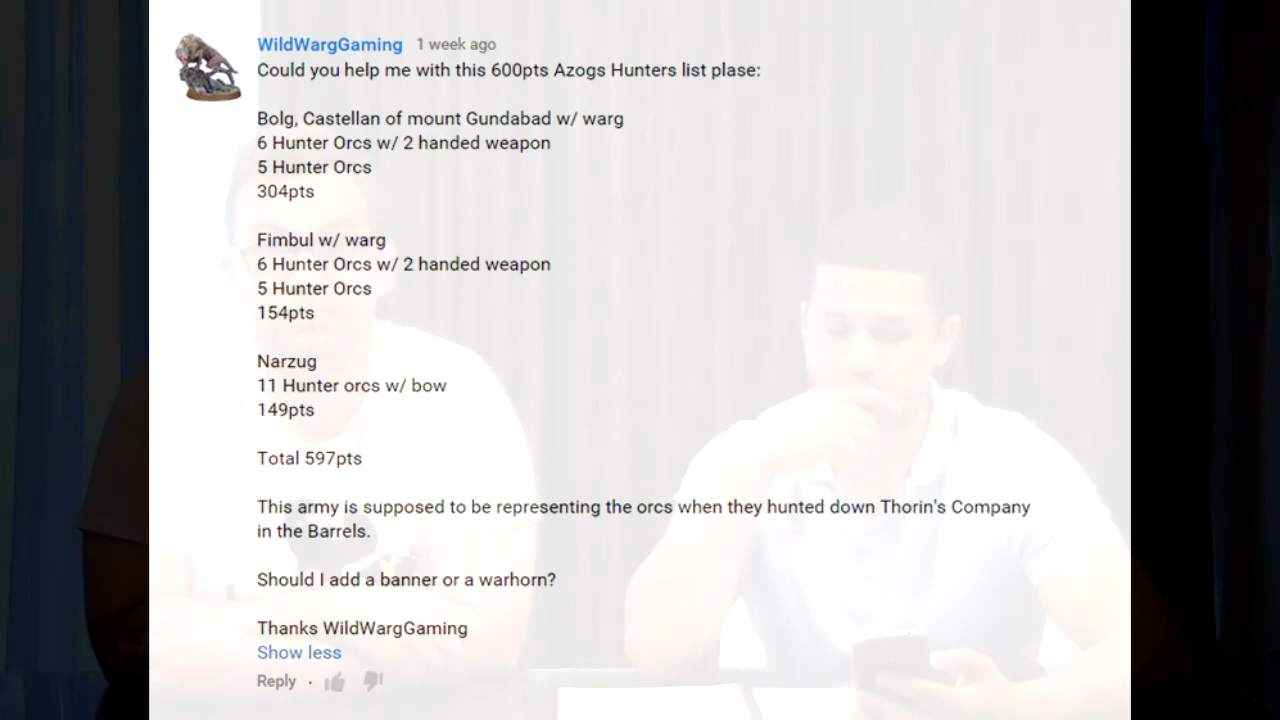 WildWargGaming 1 week ago
Could you help me with this 600pts Azogs Hunters list plase:
Bolg, Castellan of mount Gundabad w/ warg
6 Hunter Orcs w/ 2 handed weapon
5 Hunter Orcs
304pts
Fimbul w/ warg
6 Hunter Orcs w/ 2 handed weapon
5 Hunter Orcs
154pts
Narzug
11 Hunter orcs w/ bow
149pts
Total 597pts
This army is supposed to be representing the orcs when they hunted down Thorin's Company
in the Barrels.
Should I add a banner or a warhorn?
Thanks WildWargGaming
Show less
Reply ·